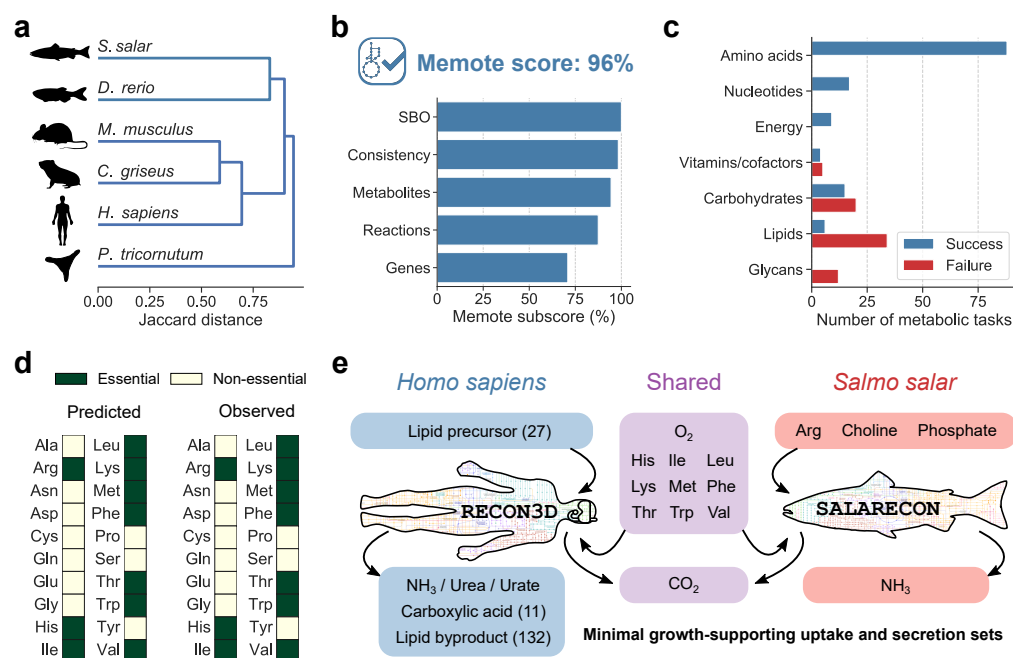 a
S. salar
D. rerio
M. musculus
C. griseus
H. sapiens
P. tricornutum
0.00 0.25 0.50 0.75
Jaccard distance
b
Memote score: 96%
SBO
Consistency
Metabolites
Reactions
Genes
0 25 50 75 100
Memote subscore (%)
c
Amino acids
Nucleotides
Energy
Vitamins/cofactors
Carbohydrates
Lipids
Glycans
Success
Failure
0 25 50 75
Number of metabolic tasks
d
Essential Non-essential
Predicted Observed
Ala Leu Ala Leu
Arg Lys Arg Lys
Asn Met Asn Met
Asp Phe Asp Phe
Cys Pro Cys Pro
Gln Ser Gln Ser
Glu Thr Glu Thr
Gly Trp Gly Trp
His Tyr His Tyr
Ile Val Ile Val
e
Homo sapiens Shared Salmo salar
Lipid precursor (27)
O₂
His Ile Leu
Lys Met Phe
Thr Trp Val
Arg Choline Phosphate
RECON3D
SALARECON
NH₃ / Urea / Urate
Carboxylic acid (11)
Lipid byproduct (132)
CO₂
NH₃
Minimal growth-supporting uptake and secretion sets